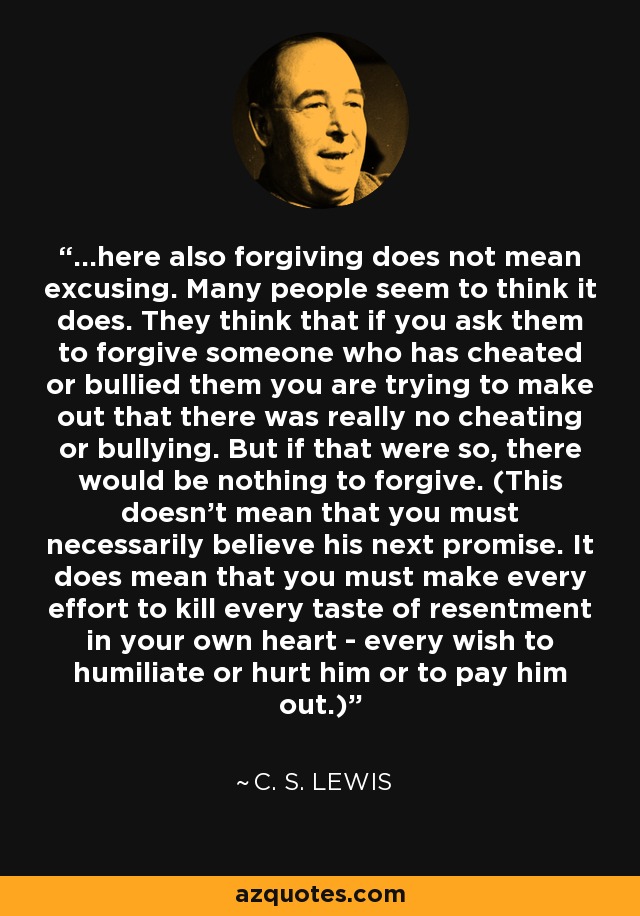 “...here also forgiving does not mean
excusing. Many people seem to think it
does. They think that if you ask them
to forgive someone who has cheated
or bullied them you are trying to make
out that there was really no cheating
or bullying. But if that were so, there
would be nothing to forgive. (This
doesn’t mean that you must
necessarily believe his next promise. It
does mean that you must make every
effort to kill every taste of resentment
in your own heart - every wish to
humiliate or hurt him or to pay him
out.)”
~ C. S. LEWIS
azquotes.com